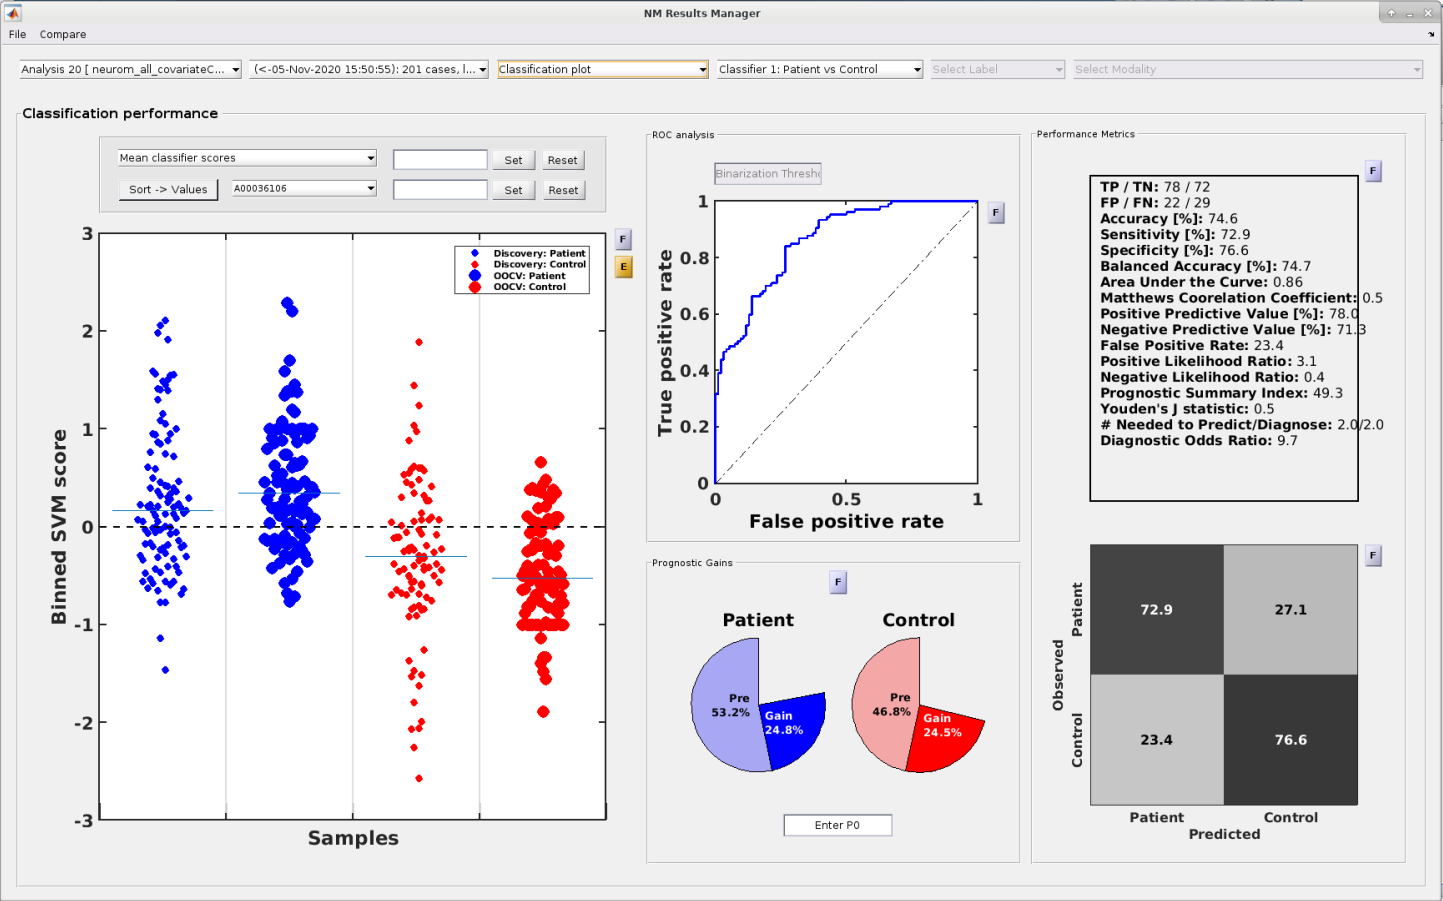 NM Results Manager
File Compare
Analysis 20 [ neurom_all_covariateC... (<-05-Nov-2020 15:50:55): 201 cases, l... Classification plot Classifier 1: Patient vs Control Select Label Select Modality
Classification performance
Mean classifier scores Set Reset
Sort -> Values A00036106 Set Reset
F
E
Discovery: Patient
Discovery: Control
OOCV: Patient
OOCV: Control
3
2
1
0
-1
-2
-3
Binned SVM score
Samples
ROC analysis
Binarization Thresho
F
1
0.8
0.6
0.4
0.2
0
0 0.5 1
True positive rate
False positive rate
Prognostic Gains
F
Patient Control
Pre
53.2%
Gain
24.8%
Pre
46.8%
Gain
24.5%
Enter P0
Performance Metrics
F
TP / TN: 78 / 72
FP / FN: 22 / 29
Accuracy [%]: 74.6
Sensitivity [%]: 72.9
Specificity [%]: 76.6
Balanced Accuracy [%]: 74.7
Area Under the Curve: 0.86
Matthews Coorelation Coefficient: 0.5
Positive Predictive Value [%]: 78.0
Negative Predictive Value [%]: 71.3
False Positive Rate: 23.4
Positive Likelihood Ratio: 3.1
Negative Likelihood Ratio: 0.4
Prognostic Summary Index: 49.3
Youden's J statistic: 0.5
# Needed to Predict/Diagnose: 2.0/2.0
Diagnostic Odds Ratio: 9.7
F
Observed
Patient
Control
72.9 27.1
23.4 76.6
Patient Control
Predicted